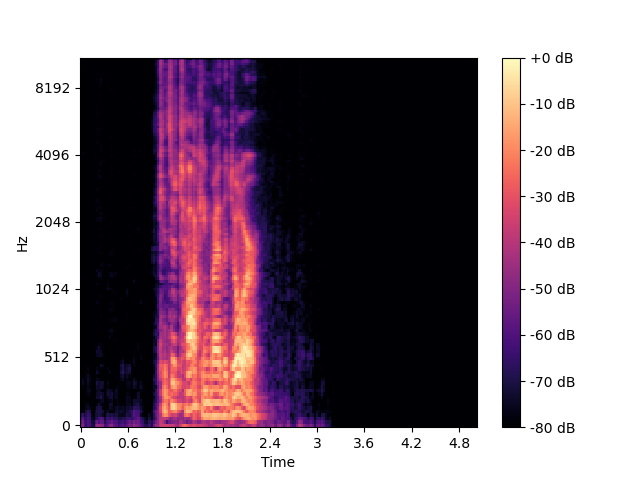 8192
4096
2048
1024
512
0
Hz
0 0.6 1.2 1.8 2.4 3 3.6 4.2 4.8
Time
+0 dB
-10 dB
-20 dB
-30 dB
-40 dB
-50 dB
-60 dB
-70 dB
-80 dB